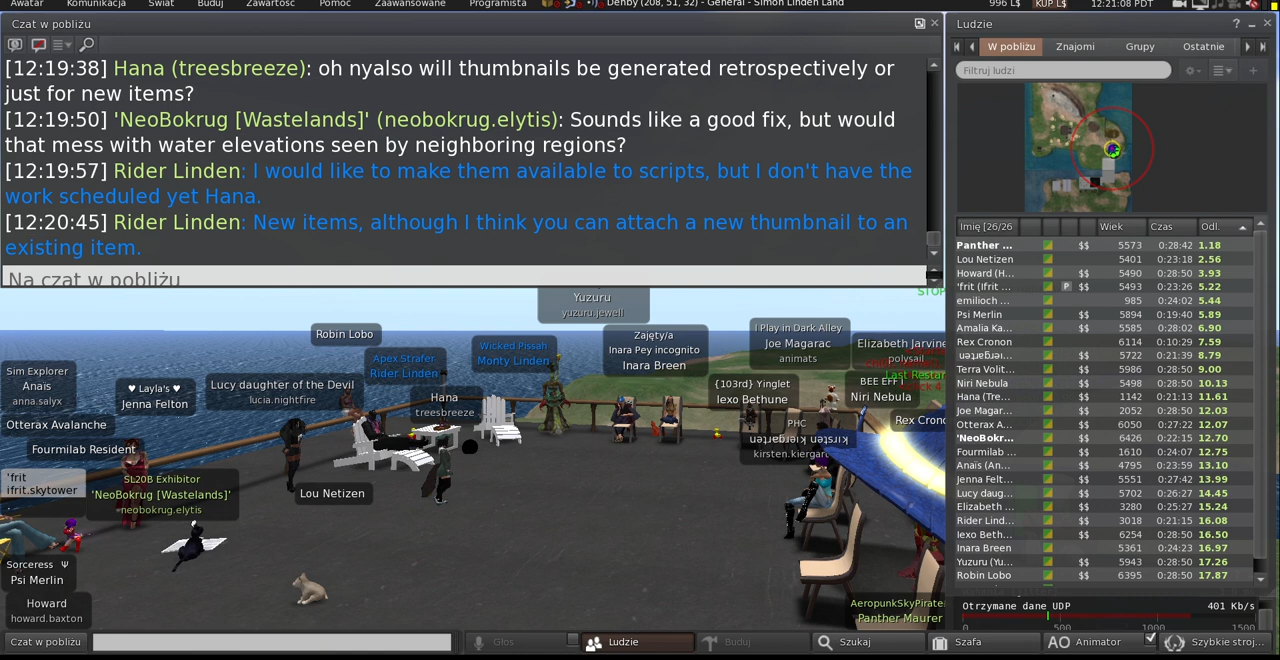 Awatar Komunikacja Świat Buduj Zawartość Pomoc Zaawansowane Programista Denby (208, 51, 32) - General - Simon Linden Land 996 L$ KUP L$ 12:21:08 PDT
Czat w pobliżu
[12:19:38] Hana (treesbreeze): oh nyalso will thumbnails be generated retrospectively or
just for new items?
[12:19:50] 'NeoBokrug [Wastelands]' (neobokrug.elytis): Sounds like a good fix, but would
that mess with water elevations seen by neighboring regions?
[12:19:57] Rider Linden: I would like to make them available to scripts, but I don't have the
work scheduled yet Hana.
[12:20:45] Rider Linden: New items, although I think you can attach a new thumbnail to an
existing item.
Na czat w pobliżu
Yuzuru
yuzuru.jewell
STOP
Robin Lobo
Apex Strafer
Rider Linden
Wicked Pissah
Monty Linden
Zajęty/a
Inara Pey incognito
Inara Breen
I Play in Dark Alley
Joe Magarac
animats
Elizabeth Jarvine
polysail
Last Restar
Sim Explorer
Anaïs
anna.salyx
♥ Layla's ♥
Jenna Felton
Lucy daughter of the Devil
lucia.nightfire
Hana
treesbreeze
{103rd} Yinglet
Iexo Bethune
BEE EFF !
Niri Nebula
Otterax Avalanche
PHC
kirsten.kiergart
Rex Crono
Fourmilab Resident
'frit
ifrit.skytower
SL20B Exhibitor
'NeoBokrug [Wastelands]'
neobokrug.elytis
Lou Netizen
Sorceress Ψ
Psi Merlin
Howard
howard.baxton
AeropunkSkyPirate
Panther Maurer
Ludzie
W pobliżu Znajomi Grupy Ostatnie
Filtruj ludzi
Imię [26/26 Wiek Czas Odl.
Panther ... $$ 5573 0:28:42 1.18
Lou Netizen 5401 0:23:18 2.56
Howard (H... $$ 5490 0:28:50 3.93
'frit (Ifrit ... P $$ 5493 0:23:26 5.22
emilioch ... 985 0:24:02 5.44
Psi Merlin $$ 5894 0:19:40 5.89
Amalia Ka... $$ 5585 0:28:02 6.90
Rex Cronon 6114 0:10:29 7.59
$$ 5722 0:21:39 8.79
Terra Volit... $$ 5986 0:28:50 9.00
Niri Nebula $$ 5498 0:28:50 10.13
Hana (Tre... $$ 1142 0:21:13 11.61
Joe Magar... $$ 2052 0:28:50 12.03
Otterax A... $$ 6050 0:27:22 12.07
'NeoBokr... $$ 6426 0:22:15 12.70
Fourmilab ... $$ 1610 0:24:07 12.75
Anaïs (An... $$ 4795 0:23:59 13.10
Jenna Felt... $$ 5551 0:27:42 13.99
Lucy daug... $$ 5702 0:26:27 14.45
Elizabeth ... $$ 3280 0:25:27 15.24
Rider Lind... $$ 3018 0:21:15 16.08
Iexo Beth... $$ 6254 0:28:50 16.50
Inara Breen 5361 0:24:23 16.97
Yuzuru (Yu... $$ 5943 0:28:50 17.26
Robin Lobo $$ 6395 0:28:50 17.87
Otrzymane dane UDP 401 Kb/s
0 500 1000 1500
Czat w pobliżu Głos Ludzie Buduj Szukaj Szafa AO Animator Szybkie stroj...